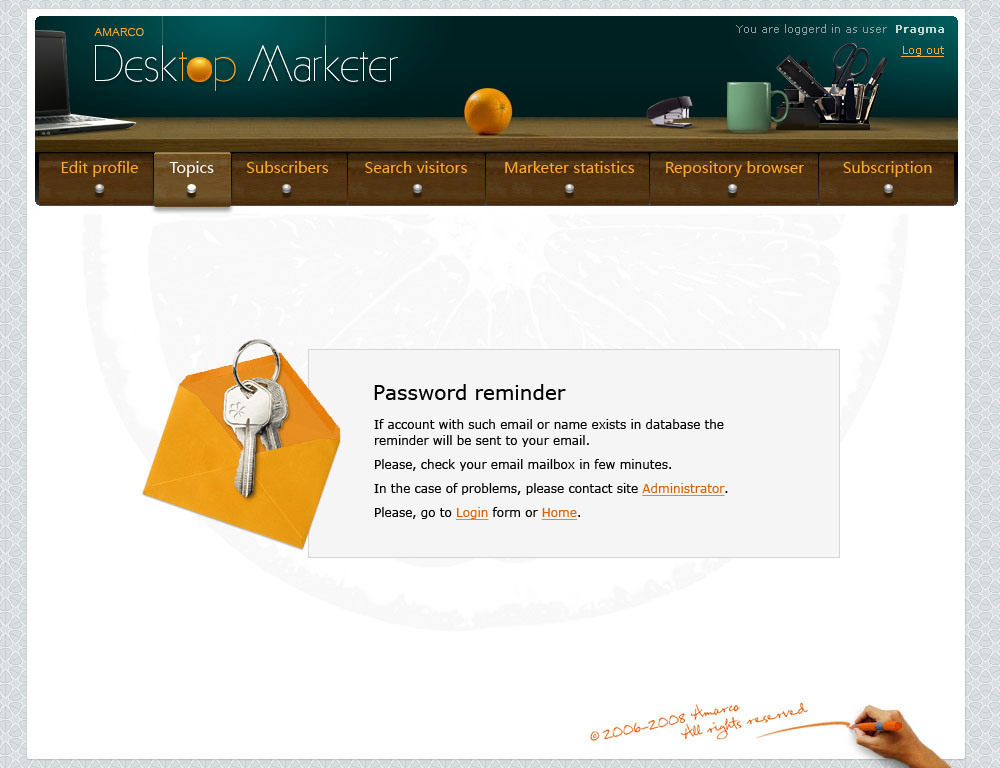 You are loggerd in as user Pragma
AMARCO
Desktop Marketer
Log out
Edit profile
Topics
Subscribers
Search visitors
Marketer statistics
Repository browser
Subscription
Password reminder
If account with such email or name exists in database the
reminder will be sent to your email.
Please, check your email mailbox in few minutes.
In the case of problems, please contact site Administrator.
Please, go to Login form or Home.
© 2006-2008 Amarco
All rights reserved